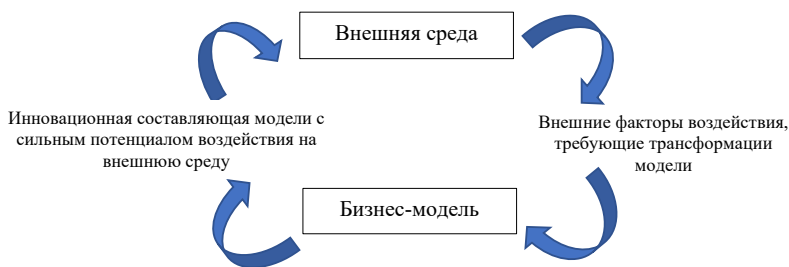 Внешняя среда
Инновационная составляющая модели с
сильным потенциалом воздействия на
внешнюю среду
Внешние факторы воздействия,
требующие трансформации
модели
Бизнес-модель